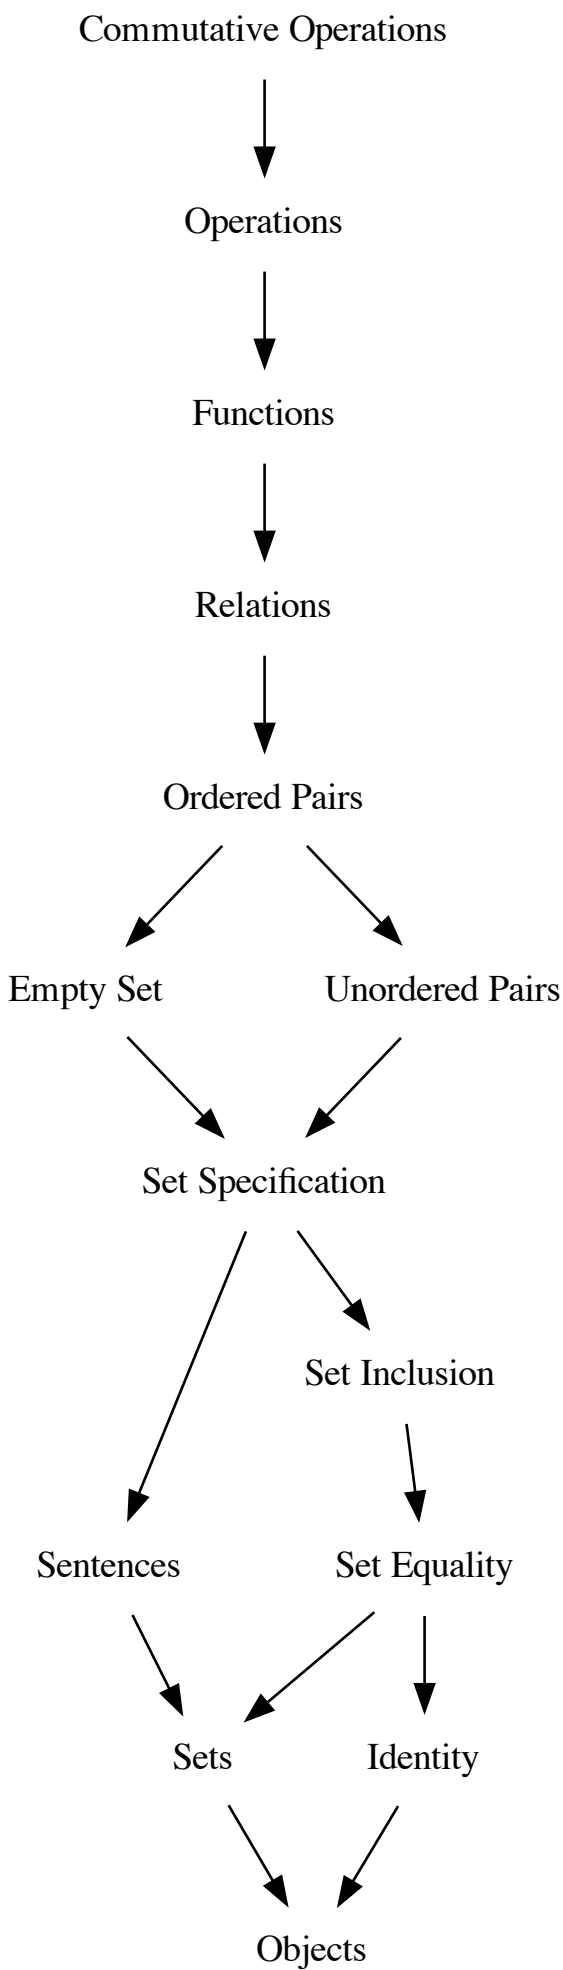 Commutative Operations
Operations
Functions
Relations
Ordered Pairs
Empty Set
Unordered Pairs
Set Specification
Set Inclusion
Sentences
Set Equality
Sets
Identity
Objects